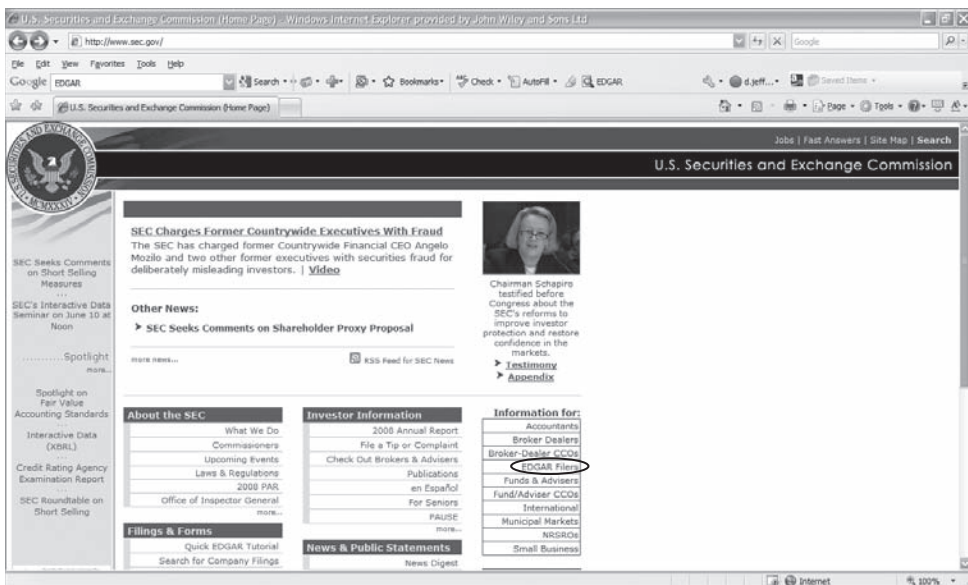 U.S. Securities and Exchange Commission (Home Page) - Windows Internet Explorer provided by John Wiley and Sons Ltd
http://www.sec.gov/
Google
File Edit View Favorites Tools Help
Google EDGAR Search Bookmarks Check AutoFill EDGAR d.jeff... Saved Items
U.S. Securities and Exchange Commission (Home Page) Page Tools
Jobs | Fast Answers | Site Map | Search
U.S. Securities and Exchange Commission
AND EXCHANGE
MCMXXXIV
SEC Seeks Comments
on Short Selling
Measures
...
SEC's Interactive Data
Seminar on June 10 at
Noon
............Spotlight
more...
Spotlight on
Fair Value
Accounting Standards
...
Interactive Data
(XBRL)
...
Credit Rating Agency
Examination Report
...
SEC Roundtable on
Short Selling
SEC Charges Former Countrywide Executives With Fraud
The SEC has charged former Countrywide Financial CEO Angelo
Mozilo and two other former executives with securities fraud for
deliberately misleading investors. | Video
Other News:
SEC Seeks Comments on Shareholder Proxy Proposal
more news...
RSS Feed for SEC News
Chairman Schapiro
testified before
Congress about the
SEC's reforms to
improve investor
protection and restore
confidence in the
markets.
Testimony
Appendix
About the SEC
What We Do
Commissioners
Upcoming Events
Laws & Regulations
2008 PAR
Office of Inspector General
more...
Filings & Forms
Quick EDGAR Tutorial
Search for Company Filings
Investor Information
2008 Annual Report
File a Tip or Complaint
Check Out Brokers & Advisers
Publications
en Español
For Seniors
PAUSE
more...
News & Public Statements
News Digest
Information for:
Accountants
Broker Dealers
Broker-Dealer CCOs
EDGAR Filers
Funds & Advisers
Fund/Adviser CCOs
International
Municipal Markets
NRSROs
Small Business
Internet
100%